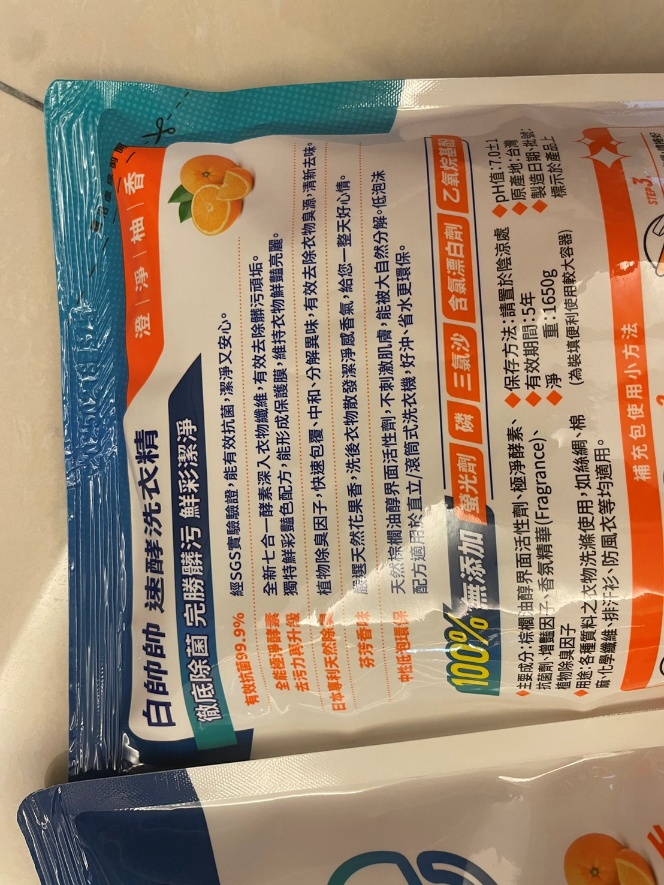 澄｜淨｜柚｜香
白帥帥 速酵洗衣精
徹底除菌 完勝髒污 鮮彩潔淨
有效抗菌99.9%
經SGS實驗驗證,能有效抗菌,潔淨又安心。
全能極淨酵素
去污力再升級
全新七合一酵素深入衣物纖維,有效去除髒污頑垢。
獨特鮮彩豔色配方,能形成保護膜,維持衣物鮮豔亮麗。
日本專利天然除臭
植物除臭因子,快速包覆、中和、分解異味,有效去除衣物臭源,清新去味。
芬芳香味
嚴選天然花果香,洗後衣物散發潔淨感香氣,給您一整天好心情。
中性低泡環保
天然棕櫚油醇界面活性劑,不刺激肌膚,能被大自然分解。低泡沫
配方適用於直立/滾筒式洗衣機,好沖、省水更環保。
100%無添加 螢光劑 磷 三氯沙 含氯漂白劑 乙氧烷基酚
◆主要成分:棕櫚油醇界面活性劑、極淨酵素、
抗菌劑、增豔因子、香氛精華(Fragrance)、
植物除臭因子
◆用途:各種質料之衣物洗滌使用,如絲綢、棉
麻、化學纖維、排汗衫、防風衣等均適用。
◆保存方法:請置於陰涼處
◆有效期間:5年
◆淨 重:1650g
(為裝填便利使用較大容器)
◆pH值:7.0±1
◆原產地:台灣
◆製造日期、批號:
標示於產品上
補充包使用小方法
STEP3